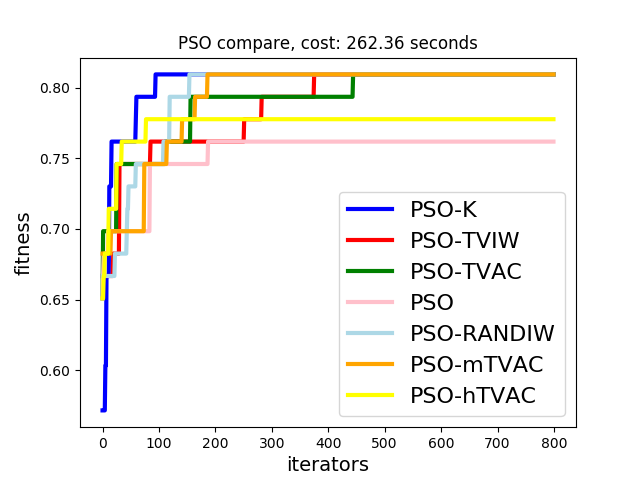 PSO compare, cost: 262.36 seconds
fitness
0.80
0.75
0.70
0.65
0.60
PSO-K
PSO-TVIW
PSO-TVAC
PSO
PSO-RANDIW
PSO-mTVAC
PSO-hTVAC
0 100 200 300 400 500 600 700 800
iterators